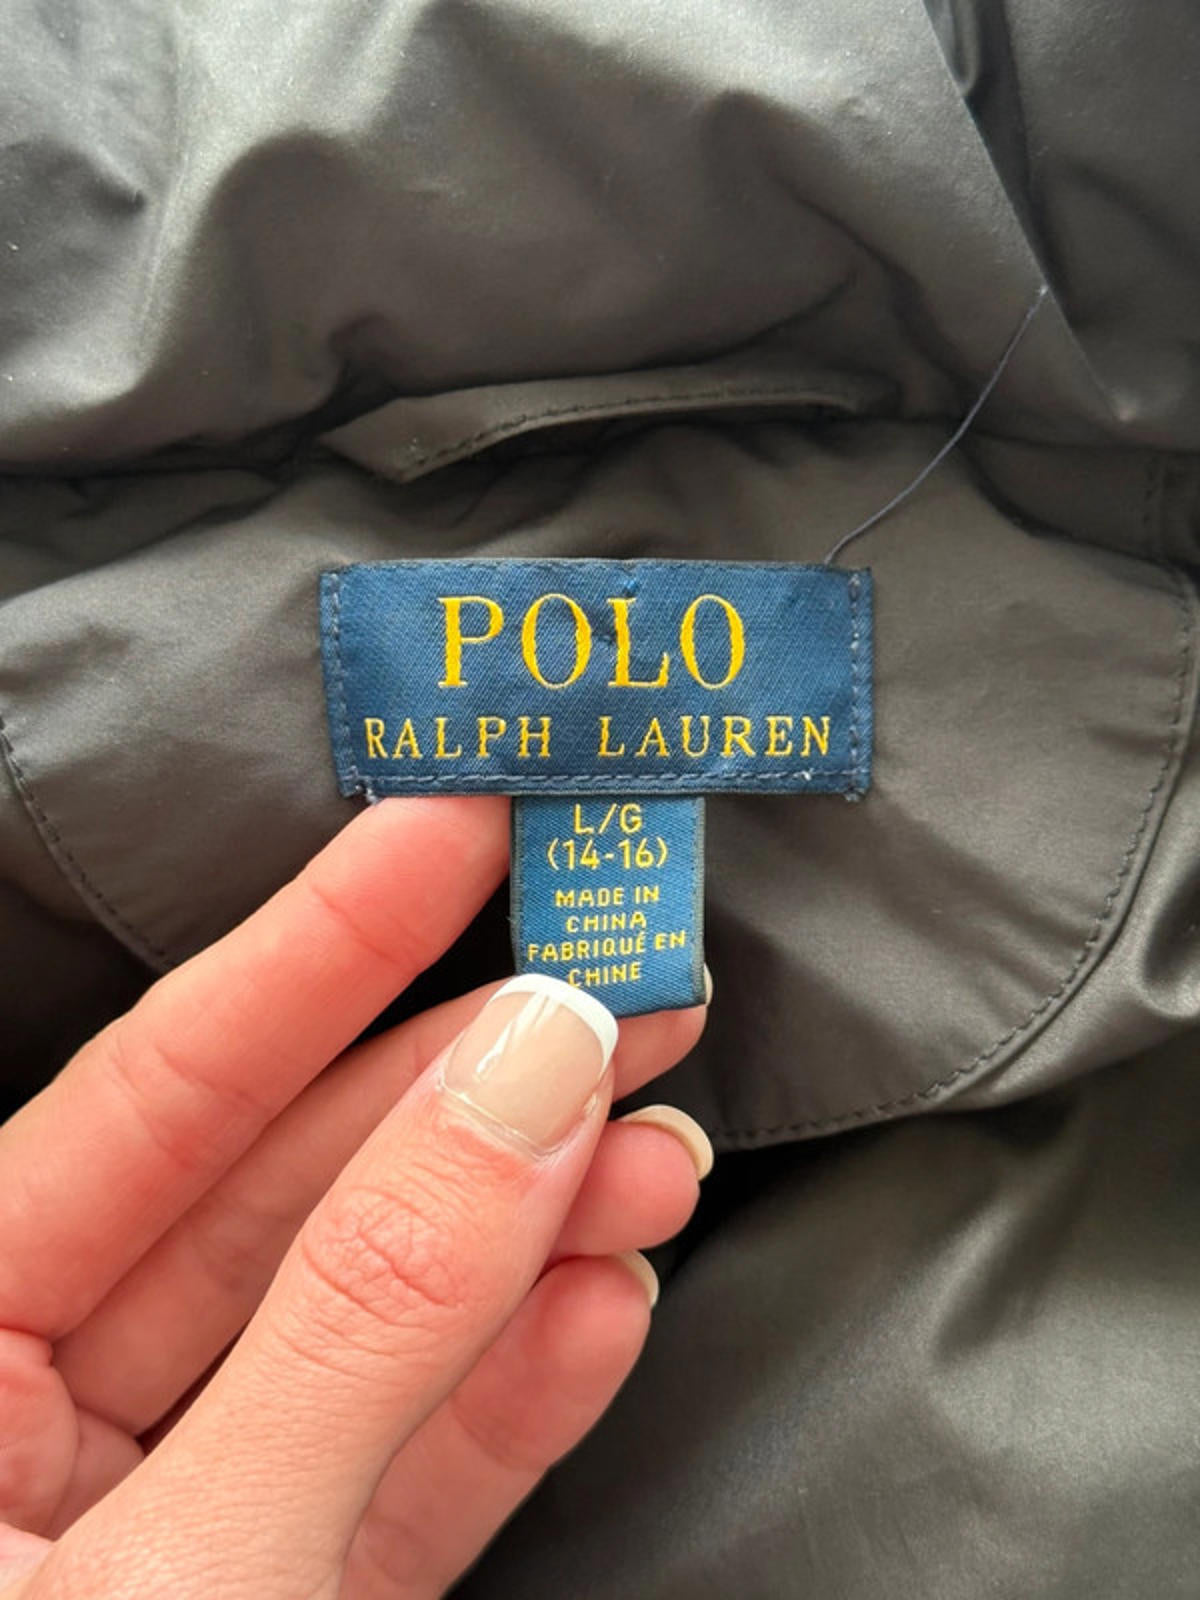 POLO
RALPH LAUREN
L/G
(14-16)
MADE IN
CHINA
FABRIQUÉ EN
CHINE